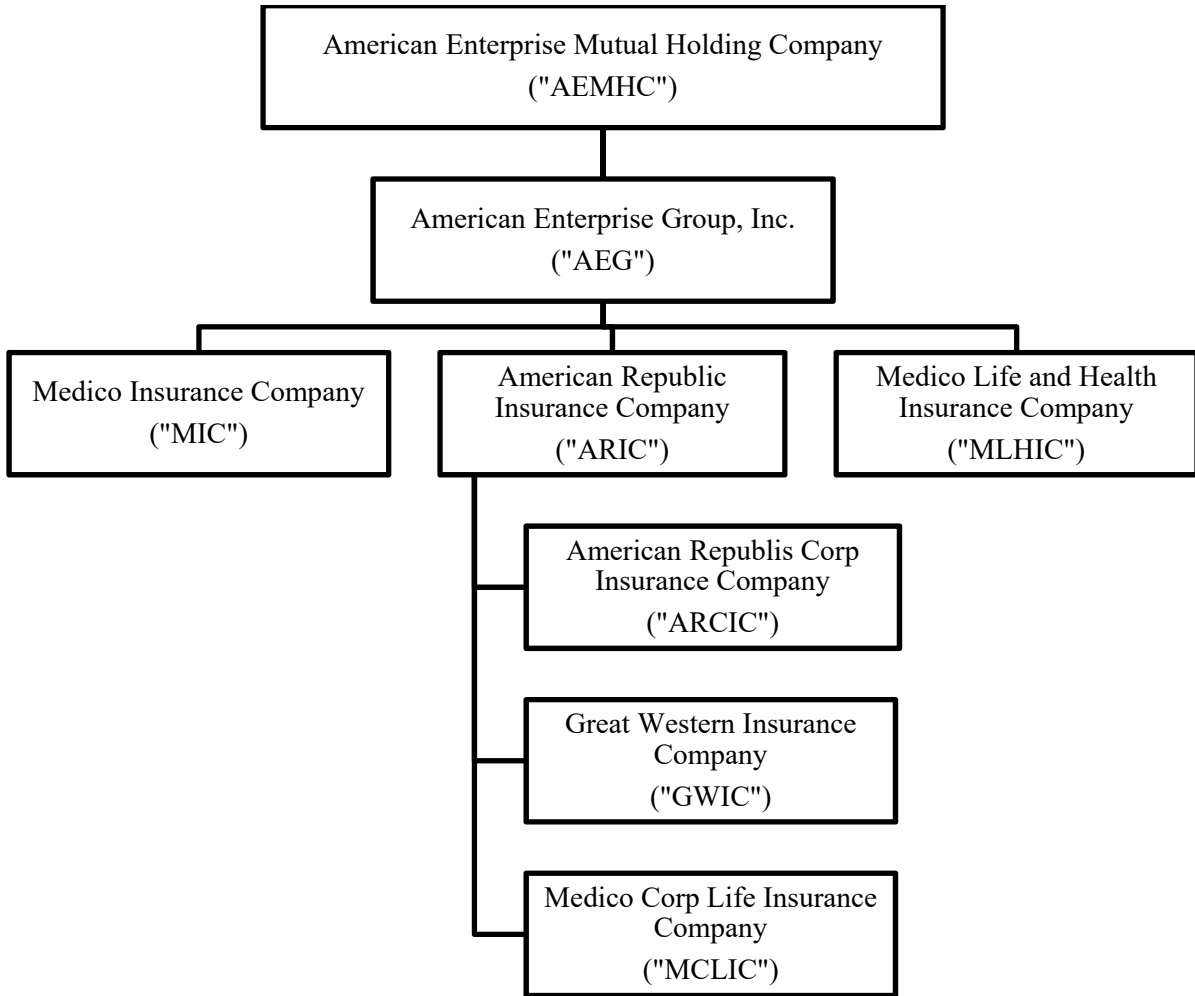 American Enterprise Mutual Holding Company
("AEMHC")
American Enterprise Group, Inc.
("AEG")
Medico Insurance Company
("MIC")
American Republic
Insurance Company
("ARIC")
Medico Life and Health
Insurance Company
("MLHIC")
American Republis Corp
Insurance Company
("ARCIC")
Great Western Insurance
Company
("GWIC")
Medico Corp Life Insurance
Company
("MCLIC")